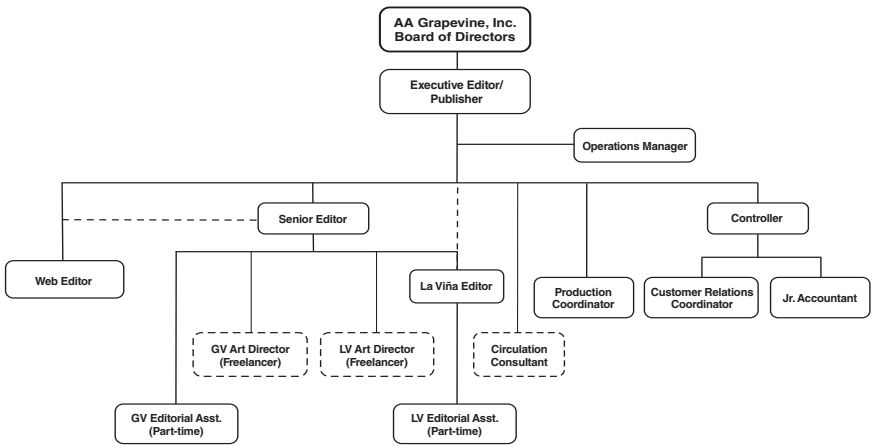 AA Grapevine, Inc.
Board of Directors
Executive Editor/
Publisher
Operations Manager
Senior Editor
Controller
Web Editor
La Viña Editor
Production
Coordinator
Customer Relations
Coordinator
Jr. Accountant
GV Art Director
(Freelancer)
LV Art Director
(Freelancer)
Circulation
Consultant
GV Editorial Asst.
(Part-time)
LV Editorial Asst.
(Part-time)